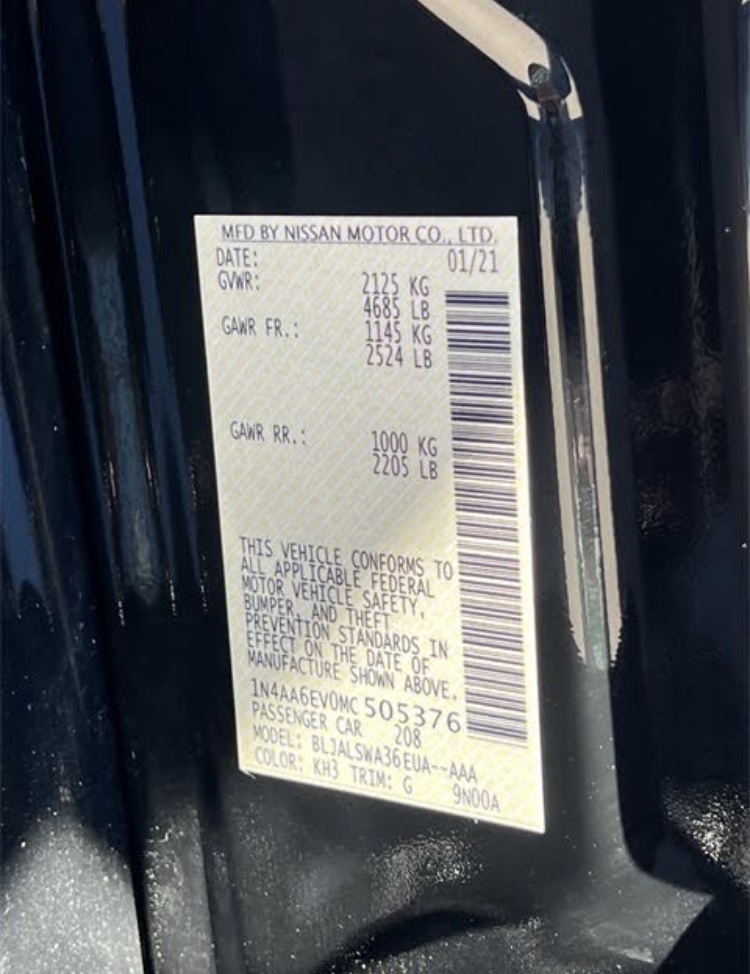 MFD BY NISSAN MOTOR CO., LTD.
DATE: 01/21
GVWR: 2125 KG
4685 LB
GAWR FR.: 1145 KG
2524 LB
GAWR RR.: 1000 KG
2205 LB
THIS VEHICLE CONFORMS TO
ALL APPLICABLE FEDERAL
MOTOR VEHICLE SAFETY,
BUMPER, AND THEFT
PREVENTION STANDARDS IN
EFFECT ON THE DATE OF
MANUFACTURE SHOWN ABOVE.
1N4AA6EV0MC505376
PASSENGER CAR 208
MODEL: BLJALSWA36EUA--AAA
COLOR: KH3 TRIM: G 9N00A